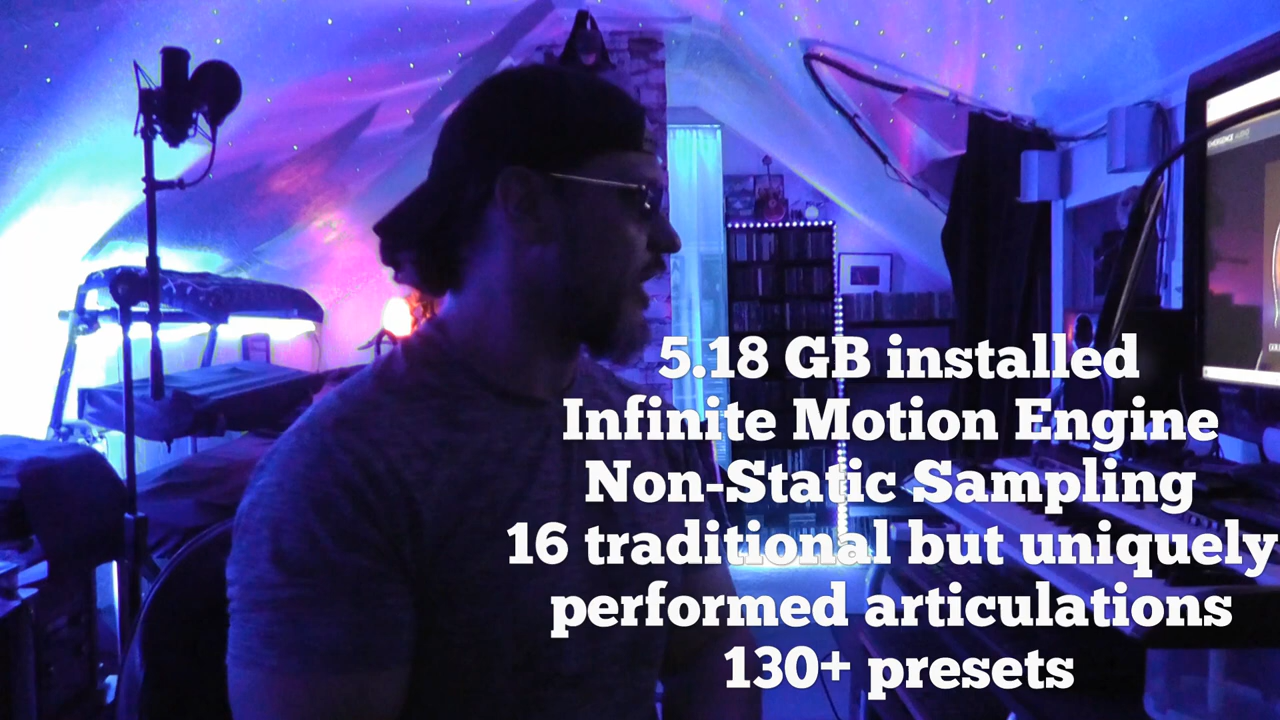 5.18 GB installed
Infinite Motion Engine
Non-Static Sampling
16 traditional but uniquely
performed articulations
130+ presets